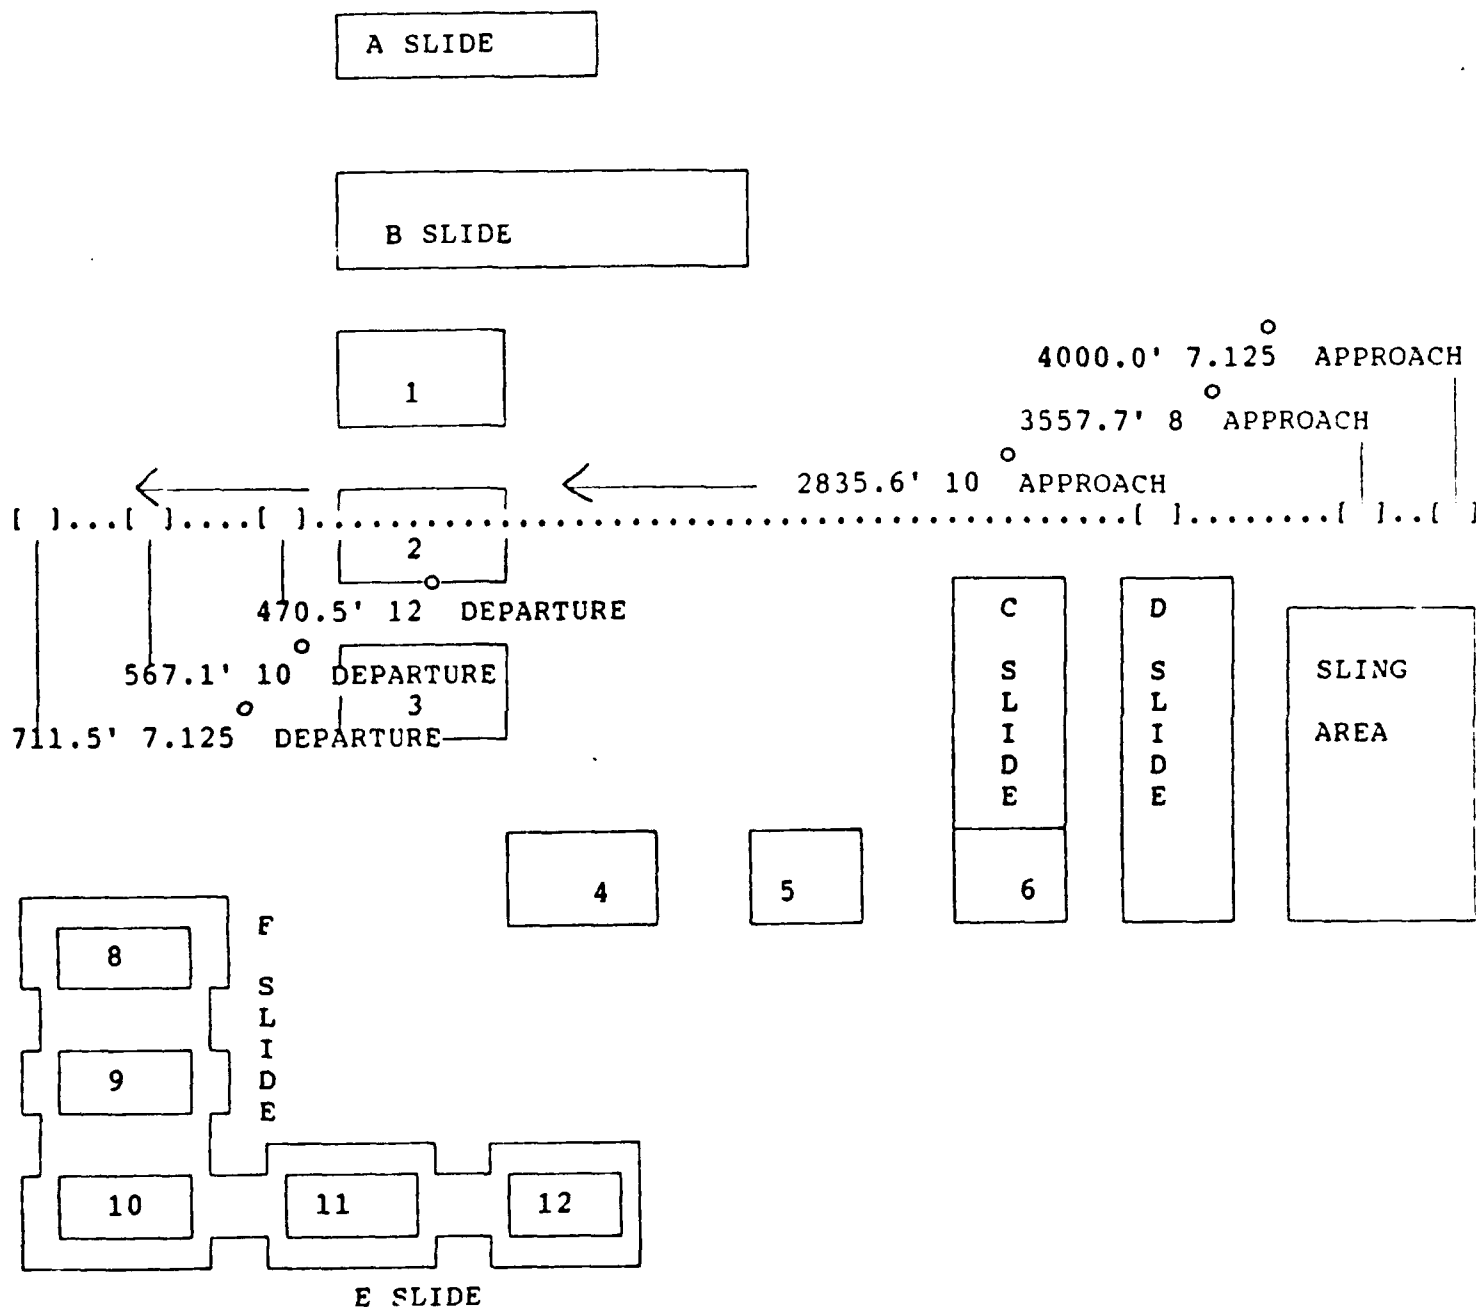 A SLIDE
B SLIDE
1
4000.0' 7.125° APPROACH
3557.7' 8° APPROACH
2835.6' 10° APPROACH
[ ]...[ ]....[ ]............................................[ ]........[ ]..[ ]
2
470.5' 12° DEPARTURE
567.1' 10° DEPARTURE
3
711.5' 7.125° DEPARTURE
C SLIDE
D SLIDE
SLING
AREA
4
5
6
F SLIDE
8
9
10
11
12
E SLIDE